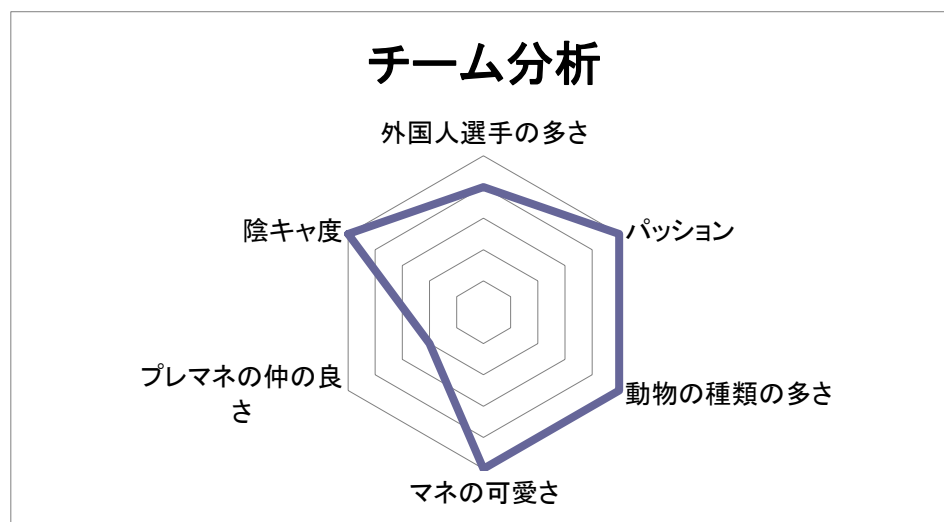 チーム分析
外国人選手の多さ
パッション
動物の種類の多さ
マネの可愛さ
プレマネの仲の良
さ
陰キャ度